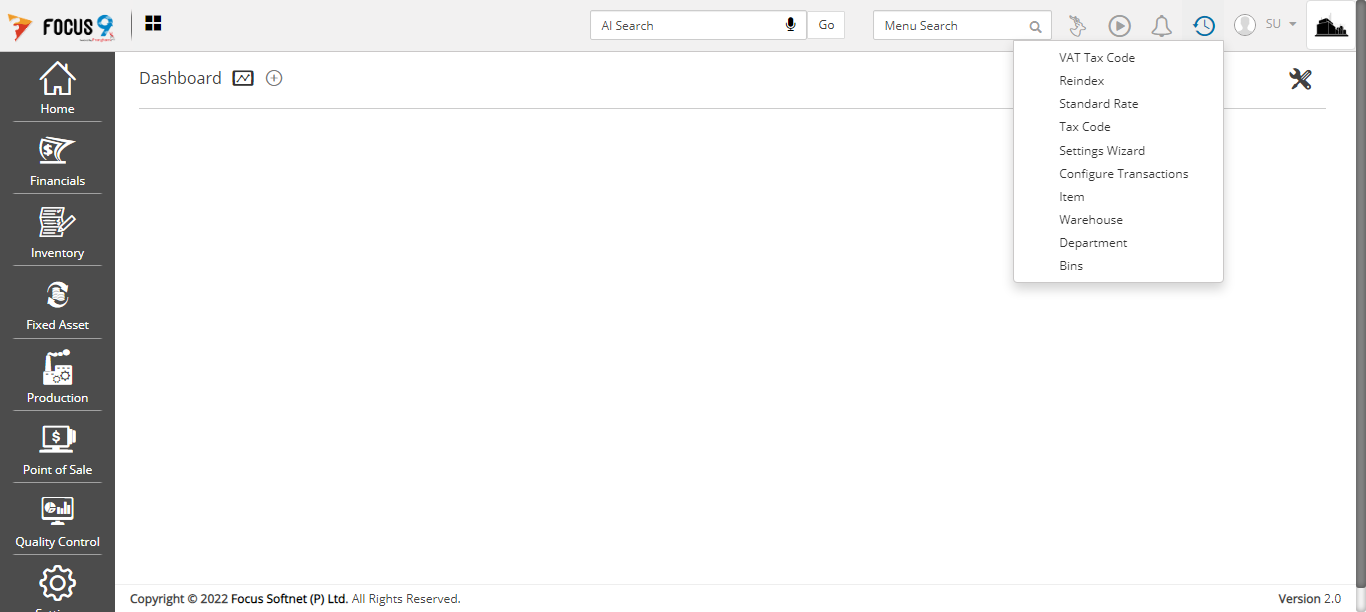 FOCUS 9
AI Search
Go
Menu Search
SU
Home
Financials
Inventory
Fixed Asset
Production
Point of Sale
Quality Control
Dashboard
VAT Tax Code
Reindex
Standard Rate
Tax Code
Settings Wizard
Configure Transactions
Item
Warehouse
Department
Bins
Copyright © 2022 Focus Softnet (P) Ltd. All Rights Reserved.
Version 2.0